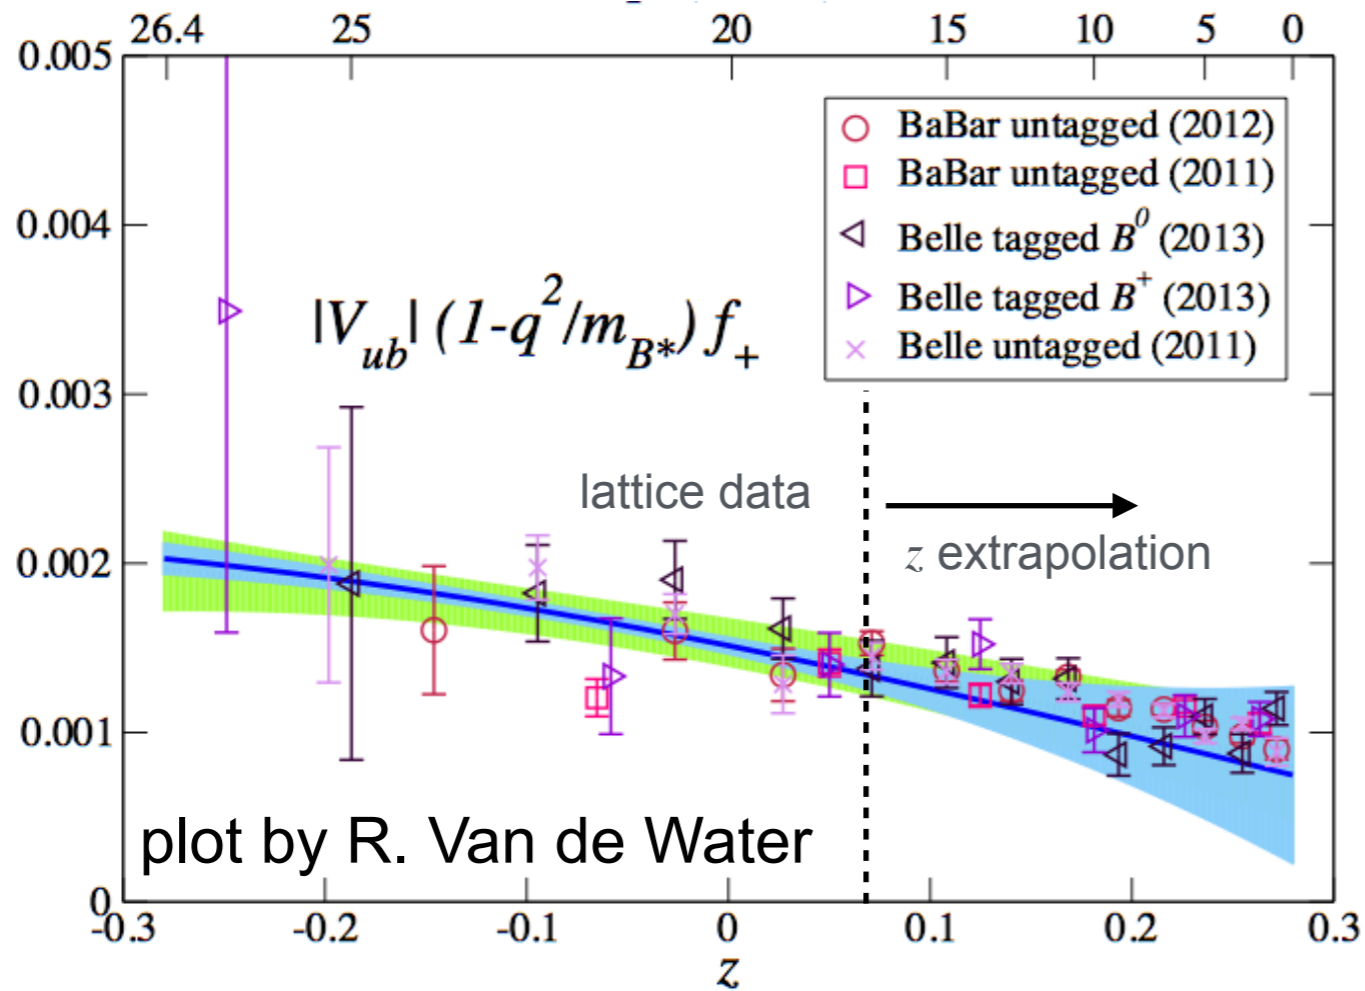 26.4 25 20 15 10 5 0
0.005
0.004
0.003
0.002
0.001
0
BaBar untagged (2012)
BaBar untagged (2011)
Belle tagged B⁰ (2013)
Belle tagged B⁺ (2013)
Belle untagged (2011)
|V_ub| (1-q²/m_B*) f_+
lattice data
z extrapolation
plot by R. Van de Water
-0.3 -0.2 -0.1 0 0.1 0.2 0.3
z